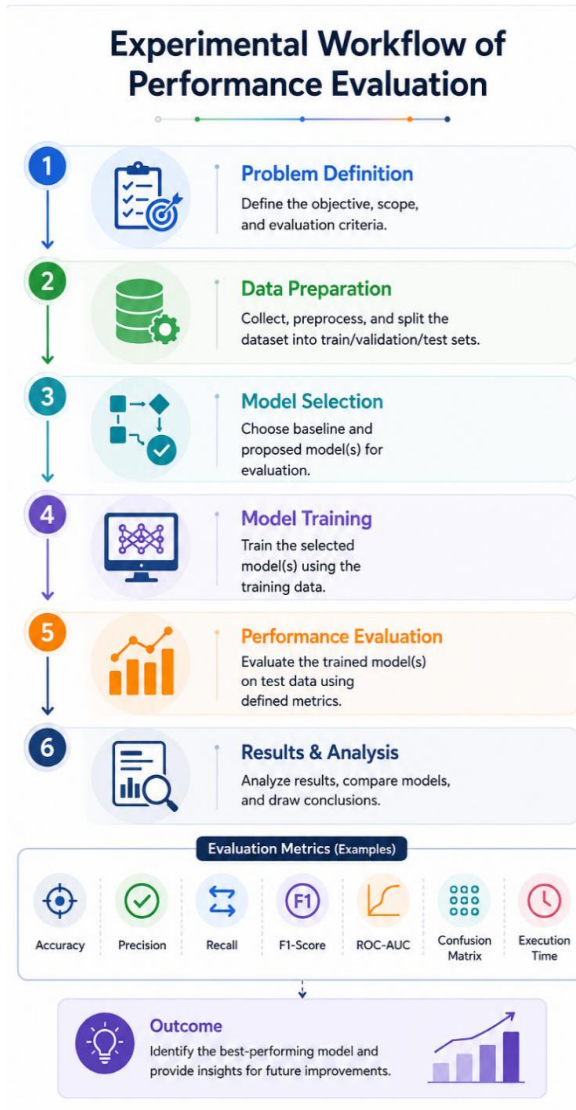 Experimental Workflow of
Performance Evaluation
1
Problem Definition
Define the objective, scope,
and evaluation criteria.
2
Data Preparation
Collect, preprocess, and split the
dataset into train/validation/test sets.
3
Model Selection
Choose baseline and
proposed model(s) for
evaluation.
4
Model Training
Train the selected
model(s) using the
training data.
5
Performance Evaluation
Evaluate the trained model(s)
on test data using
defined metrics.
6
Results & Analysis
Analyze results, compare models,
and draw conclusions.
Evaluation Metrics (Examples)
F1
Accuracy
Precision
Recall
F1-Score
ROC-AUC
Confusion
Matrix
Execution
Time
Outcome
Identify the best-performing model and
provide insights for future improvements.